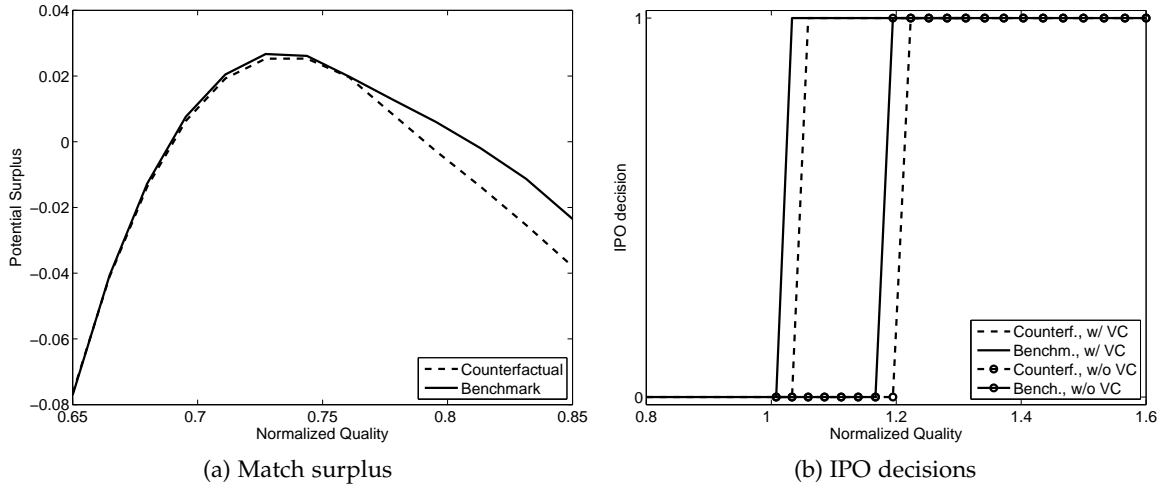 0.04
0.02
0
−0.02
−0.04
−0.06
−0.08
Potential Surplus
0.65
0.7
0.75
0.8
0.85
Normalized Quality
Counterfactual
Benchmark
(a) Match surplus
1
0
IPO decision
0.8
1
1.2
1.4
1.6
Normalized Quality
Counterf., w/ VC
Benchm., w/ VC
Counterf., w/o VC
Bench., w/o VC
(b) IPO decisions